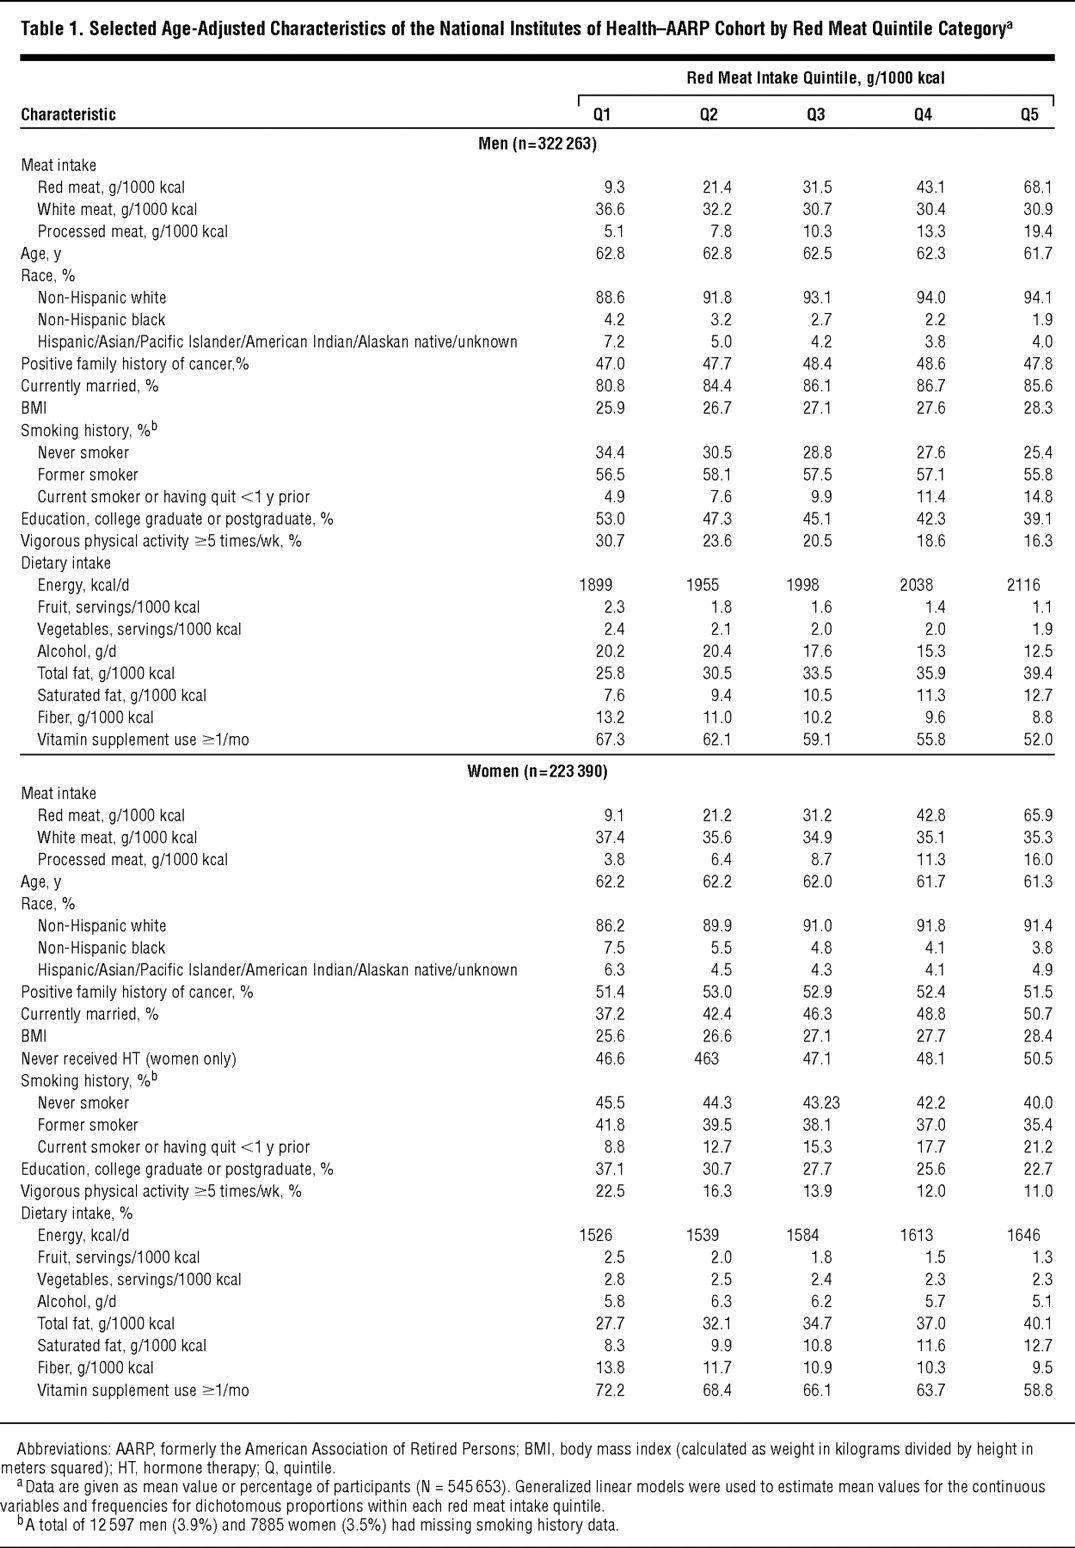 Table 1. Selected Age-Adjusted Characteristics of the National Institutes of Health–AARP Cohort by Red Meat Quintile Categoryᵃ
Red Meat Intake Quintile, g/1000 kcal
Characteristic Q1 Q2 Q3 Q4 Q5
Men (n=322 263)
Meat intake
Red meat, g/1000 kcal 9.3 21.4 31.5 43.1 68.1
White meat, g/1000 kcal 36.6 32.2 30.7 30.4 30.9
Processed meat, g/1000 kcal 5.1 7.8 10.3 13.3 19.4
Age, y 62.8 62.8 62.5 62.3 61.7
Race, %
Non-Hispanic white 88.6 91.8 93.1 94.0 94.1
Non-Hispanic black 4.2 3.2 2.7 2.2 1.9
Hispanic/Asian/Pacific Islander/American Indian/Alaskan native/unknown 7.2 5.0 4.2 3.8 4.0
Positive family history of cancer,% 47.0 47.7 48.4 48.6 47.8
Currently married, % 80.8 84.4 86.1 86.7 85.6
BMI 25.9 26.7 27.1 27.6 28.3
Smoking history, %ᵇ
Never smoker 34.4 30.5 28.8 27.6 25.4
Former smoker 56.5 58.1 57.5 57.1 55.8
Current smoker or having quit <1 y prior 4.9 7.6 9.9 11.4 14.8
Education, college graduate or postgraduate, % 53.0 47.3 45.1 42.3 39.1
Vigorous physical activity ≥5 times/wk, % 30.7 23.6 20.5 18.6 16.3
Dietary intake
Energy, kcal/d 1899 1955 1998 2038 2116
Fruit, servings/1000 kcal 2.3 1.8 1.6 1.4 1.1
Vegetables, servings/1000 kcal 2.4 2.1 2.0 2.0 1.9
Alcohol, g/d 20.2 20.4 17.6 15.3 12.5
Total fat, g/1000 kcal 25.8 30.5 33.5 35.9 39.4
Saturated fat, g/1000 kcal 7.6 9.4 10.5 11.3 12.7
Fiber, g/1000 kcal 13.2 11.0 10.2 9.6 8.8
Vitamin supplement use ≥1/mo 67.3 62.1 59.1 55.8 52.0
Women (n=223 390)
Meat intake
Red meat, g/1000 kcal 9.1 21.2 31.2 42.8 65.9
White meat, g/1000 kcal 37.4 35.6 34.9 35.1 35.3
Processed meat, g/1000 kcal 3.8 6.4 8.7 11.3 16.0
Age, y 62.2 62.2 62.0 61.7 61.3
Race, %
Non-Hispanic white 86.2 89.9 91.0 91.8 91.4
Non-Hispanic black 7.5 5.5 4.8 4.1 3.8
Hispanic/Asian/Pacific Islander/American Indian/Alaskan native/unknown 6.3 4.5 4.3 4.1 4.9
Positive family history of cancer, % 51.4 53.0 52.9 52.4 51.5
Currently married, % 37.2 42.4 46.3 48.8 50.7
BMI 25.6 26.6 27.1 27.7 28.4
Never received HT (women only) 46.6 463 47.1 48.1 50.5
Smoking history, %ᵇ
Never smoker 45.5 44.3 43.23 42.2 40.0
Former smoker 41.8 39.5 38.1 37.0 35.4
Current smoker or having quit <1 y prior 8.8 12.7 15.3 17.7 21.2
Education, college graduate or postgraduate, % 37.1 30.7 27.7 25.6 22.7
Vigorous physical activity ≥5 times/wk, % 22.5 16.3 13.9 12.0 11.0
Dietary intake, %
Energy, kcal/d 1526 1539 1584 1613 1646
Fruit, servings/1000 kcal 2.5 2.0 1.8 1.5 1.3
Vegetables, servings/1000 kcal 2.8 2.5 2.4 2.3 2.3
Alcohol, g/d 5.8 6.3 6.2 5.7 5.1
Total fat, g/1000 kcal 27.7 32.1 34.7 37.0 40.1
Saturated fat, g/1000 kcal 8.3 9.9 10.8 11.6 12.7
Fiber, g/1000 kcal 13.8 11.7 10.9 10.3 9.5
Vitamin supplement use ≥1/mo 72.2 68.4 66.1 63.7 58.8
Abbreviations: AARP, formerly the American Association of Retired Persons; BMI, body mass index (calculated as weight in kilograms divided by height in
meters squared); HT, hormone therapy; Q, quintile.
ᵃData are given as mean value or percentage of participants (N = 545 653). Generalized linear models were used to estimate mean values for the continuous
variables and frequencies for dichotomous proportions within each red meat intake quintile.
ᵇA total of 12 597 men (3.9%) and 7885 women (3.5%) had missing smoking history data.